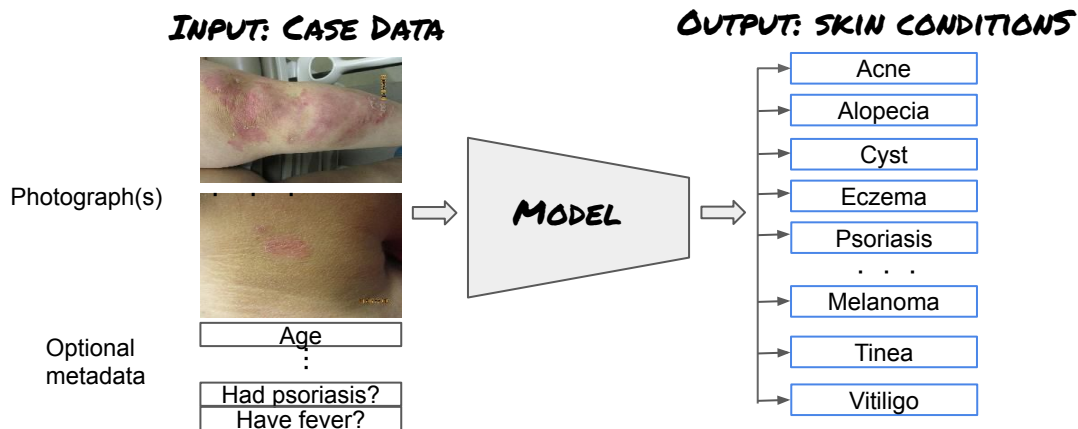 INPUT: CASE DATA
OUTPUT: SKIN CONDITIONS
Photograph(s)
Optional
metadata
Age
Had psoriasis?
Have fever?
MODEL
Acne
Alopecia
Cyst
Eczema
Psoriasis
. . .
Melanoma
Tinea
Vitiligo